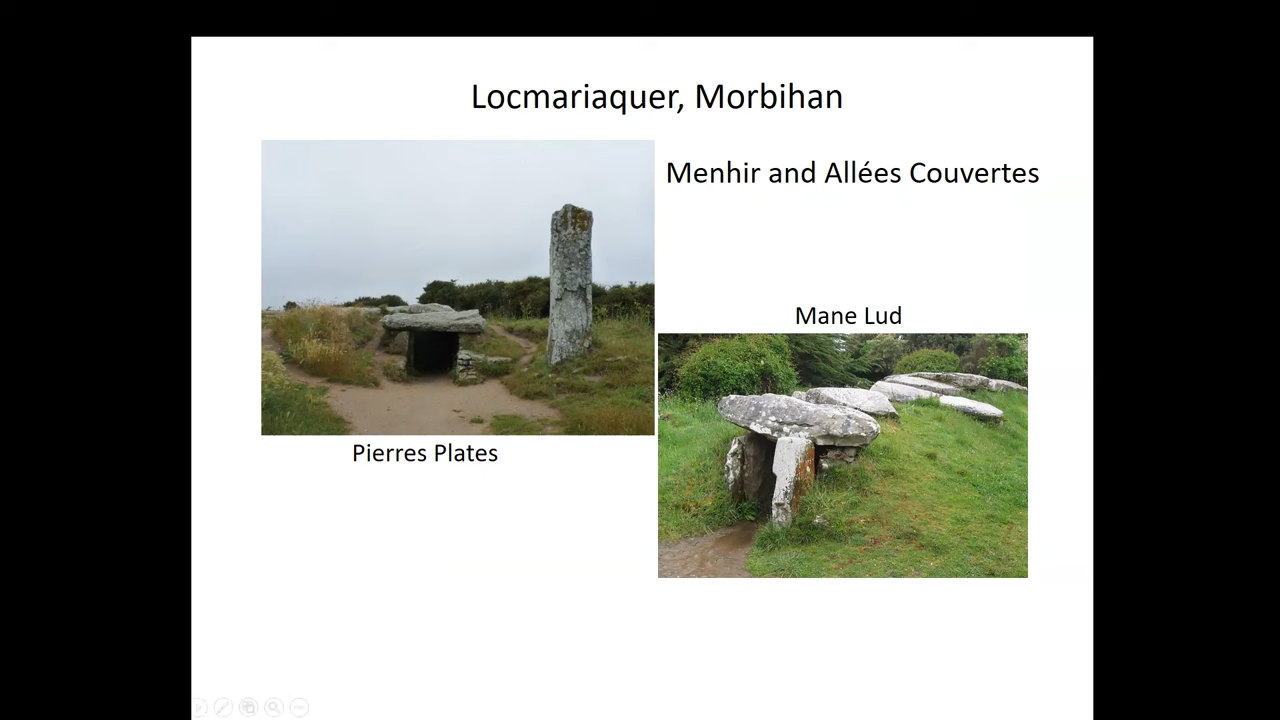 Locmariaquer, Morbihan
Menhir and Allées Couvertes
Mane Lud
Pierres Plates